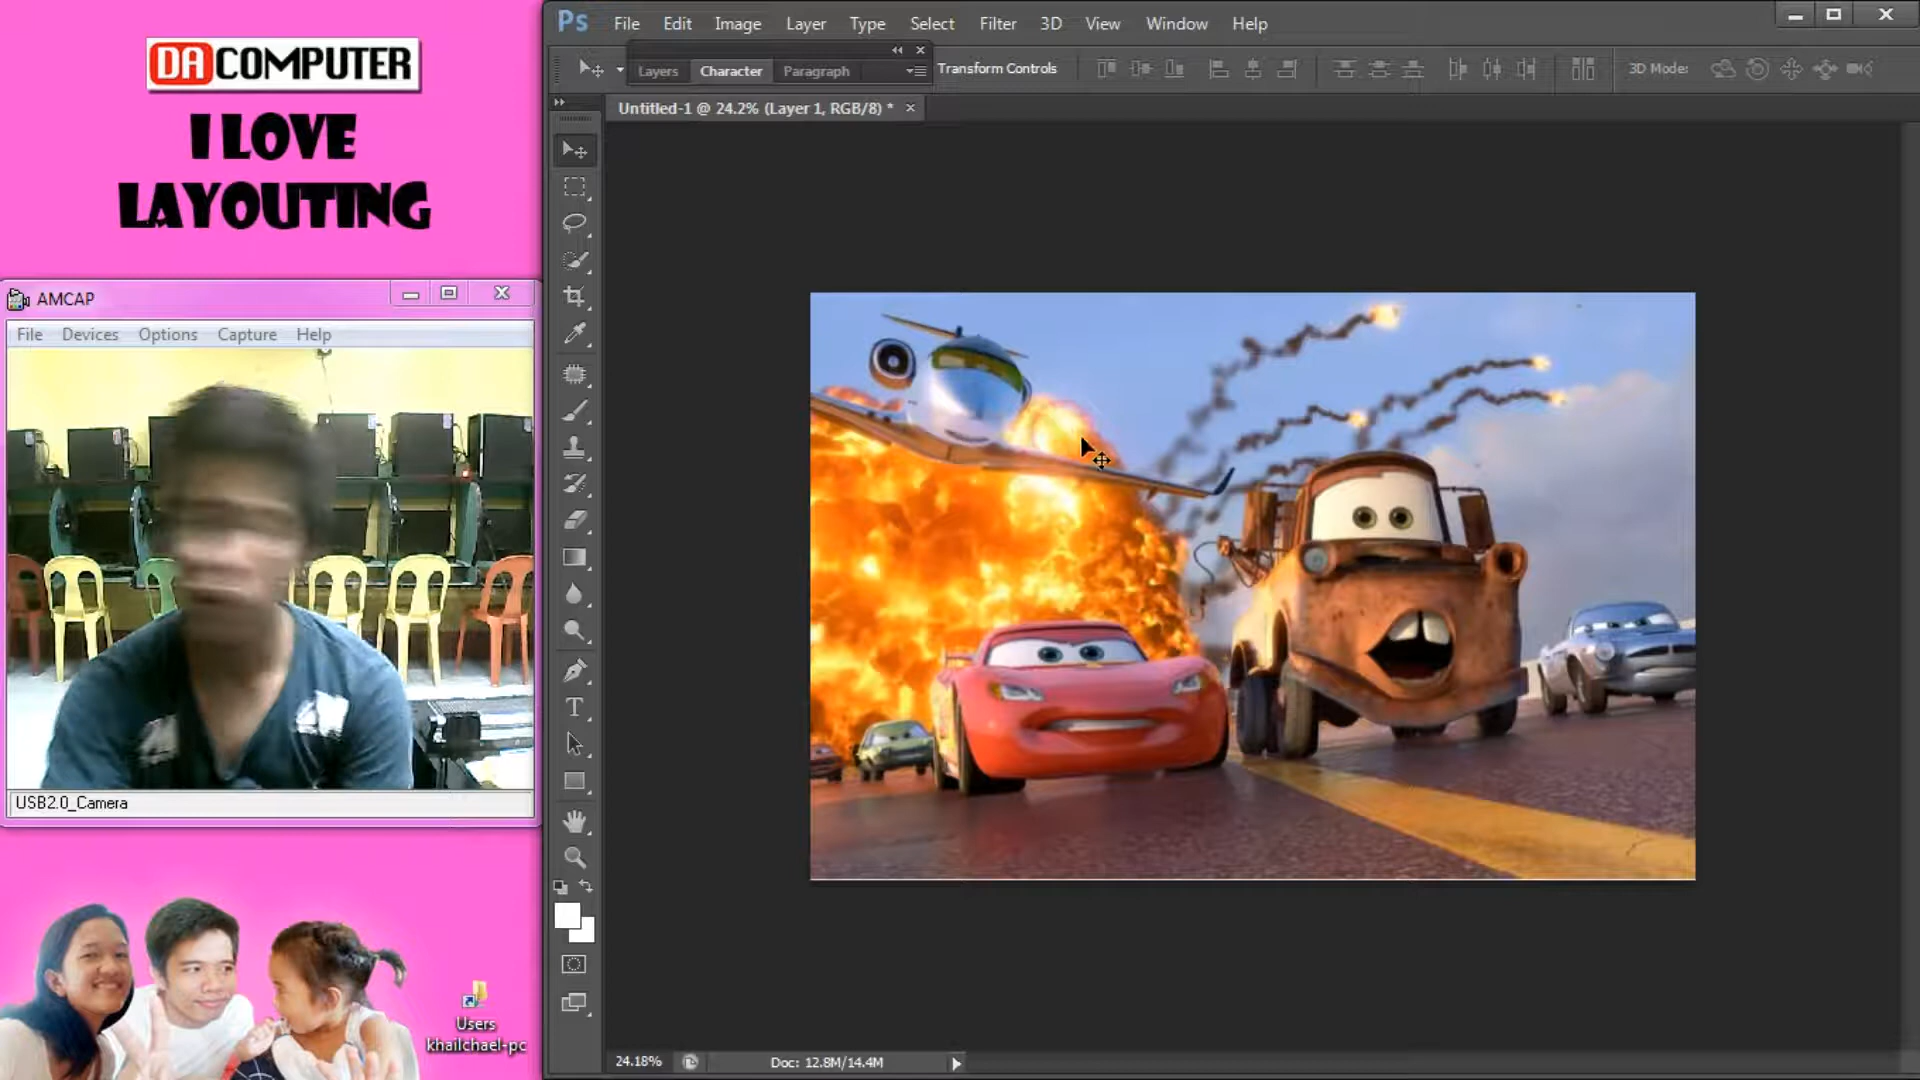 DA COMPUTER
I LOVE
LAYOUTING
AMCAP
File Devices Options Capture Help
USB2.0_Camera
Users
khailchael-pc
Ps File Edit Image Layer Type Select Filter 3D View Window Help
Layers Character Paragraph
Transform Controls
3D Mode:
Untitled-1 @ 24.2% (Layer 1, RGB/8) *
24.18%
Doc: 12.8M/14.4M